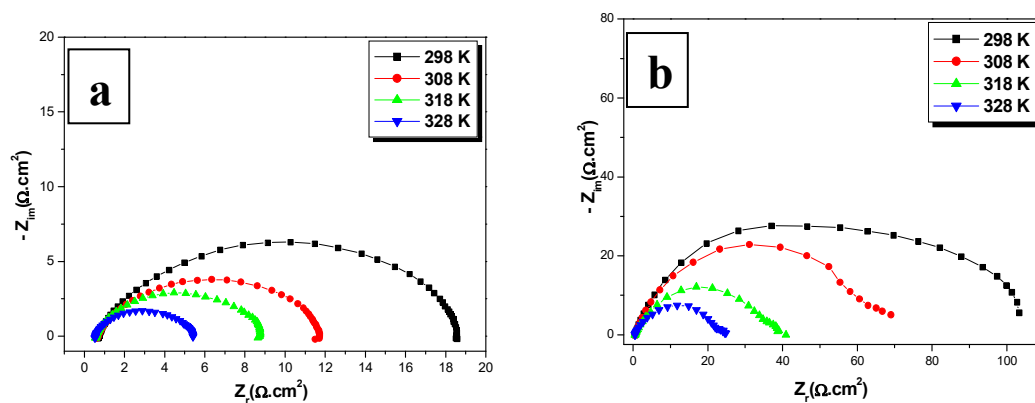 a
298 K
308 K
318 K
328 K
20
15
10
5
0
- Z_im(Ω.cm²)
0 2 4 6 8 10 12 14 16 18 20
Z_r(Ω.cm²)
b
298 K
308 K
318 K
328 K
80
60
40
20
0
- Z_im(Ω.cm²)
0 20 40 60 80 100
Z_r(Ω.cm²)